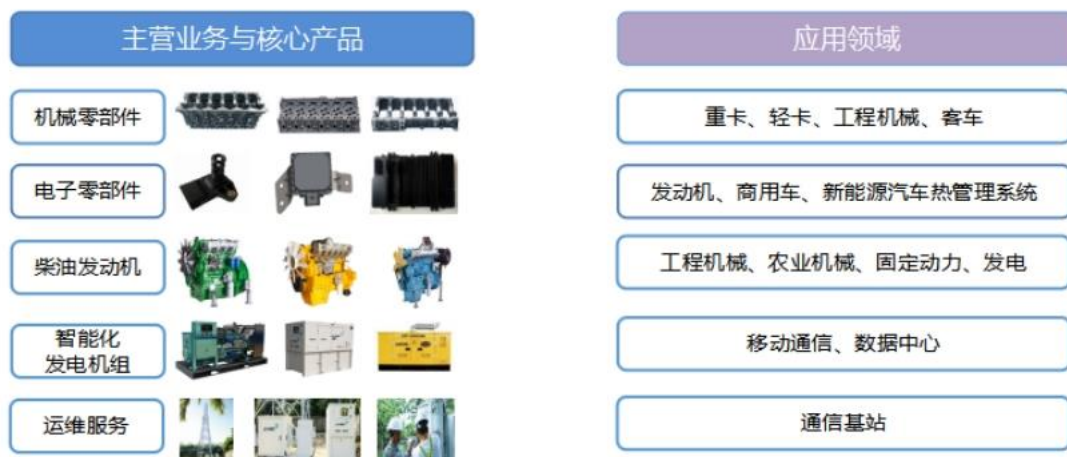 主营业务与核心产品
应用领域
机械零部件
重卡、轻卡、工程机械、客车
电子零部件
发动机、商用车、新能源汽车热管理系统
柴油发动机
工程机械、农业机械、固定动力、发电
智能化
发电机组
移动通信、数据中心
运维服务
通信基站